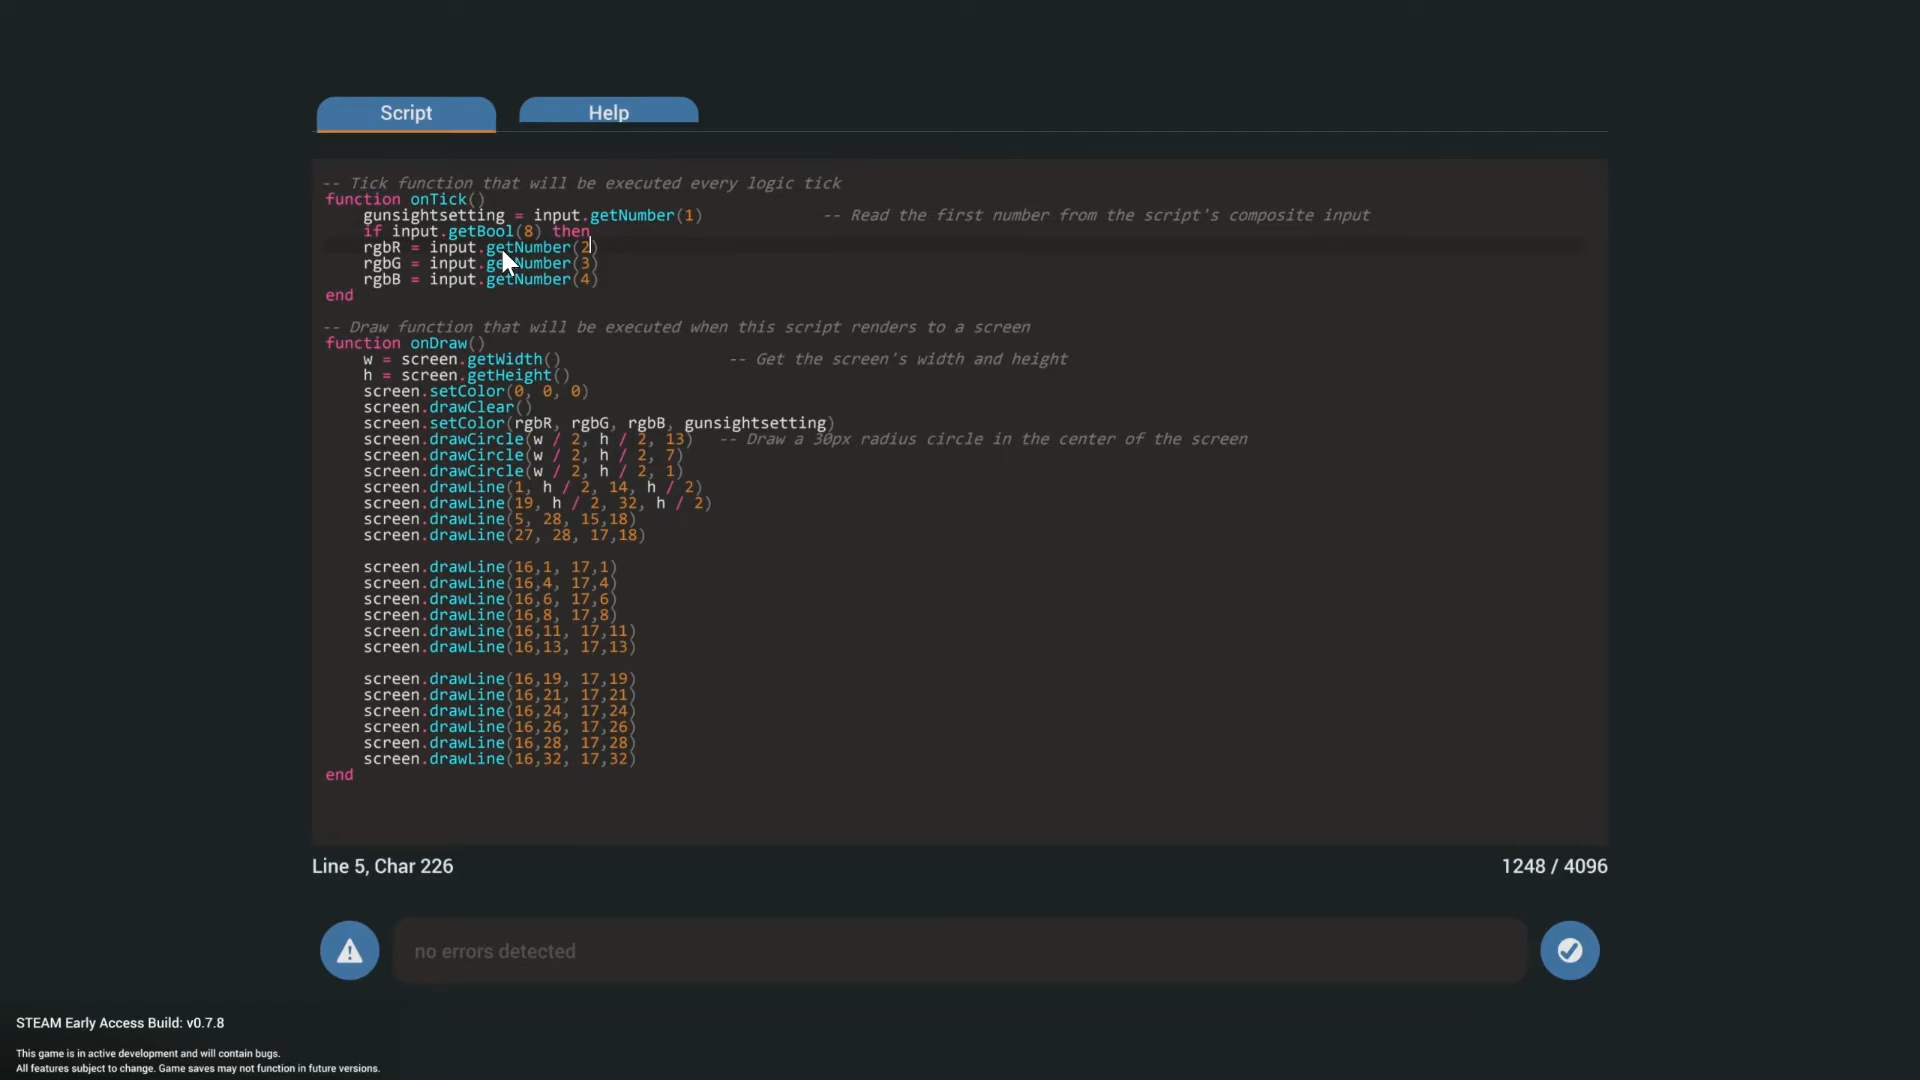 Script
Help
-- Tick function that will be executed every logic tick
function onTick()
gunsightsetting = input.getNumber(1) -- Read the first number from the script's composite input
if input.getBool(8) then
rgbR = input.getNumber(2)
rgbG = input.getNumber(3)
rgbB = input.getNumber(4)
end
-- Draw function that will be executed when this script renders to a screen
function onDraw()
w = screen.getWidth() -- Get the screen's width and height
h = screen.getHeight()
screen.setColor(0, 0, 0)
screen.drawClear()
screen.setColor(rgbR, rgbG, rgbB, gunsightsetting)
screen.drawCircle(w / 2, h / 2, 13) -- Draw a 30px radius circle in the center of the screen
screen.drawCircle(w / 2, h / 2, 7)
screen.drawCircle(w / 2, h / 2, 1)
screen.drawLine(1, h / 2, 14, h / 2)
screen.drawLine(19, h / 2, 32, h / 2)
screen.drawLine(5, 28, 15,18)
screen.drawLine(27, 28, 17,18)
screen.drawLine(16,1, 17,1)
screen.drawLine(16,4, 17,4)
screen.drawLine(16,6, 17,6)
screen.drawLine(16,8, 17,8)
screen.drawLine(16,11, 17,11)
screen.drawLine(16,13, 17,13)
screen.drawLine(16,19, 17,19)
screen.drawLine(16,21, 17,21)
screen.drawLine(16,24, 17,24)
screen.drawLine(16,26, 17,26)
screen.drawLine(16,28, 17,28)
screen.drawLine(16,32, 17,32)
end
Line 5, Char 226
1248 / 4096
no errors detected
STEAM Early Access Build: v0.7.8
This game is in active development and will contain bugs.
All features subject to change. Game saves may not function in future versions.